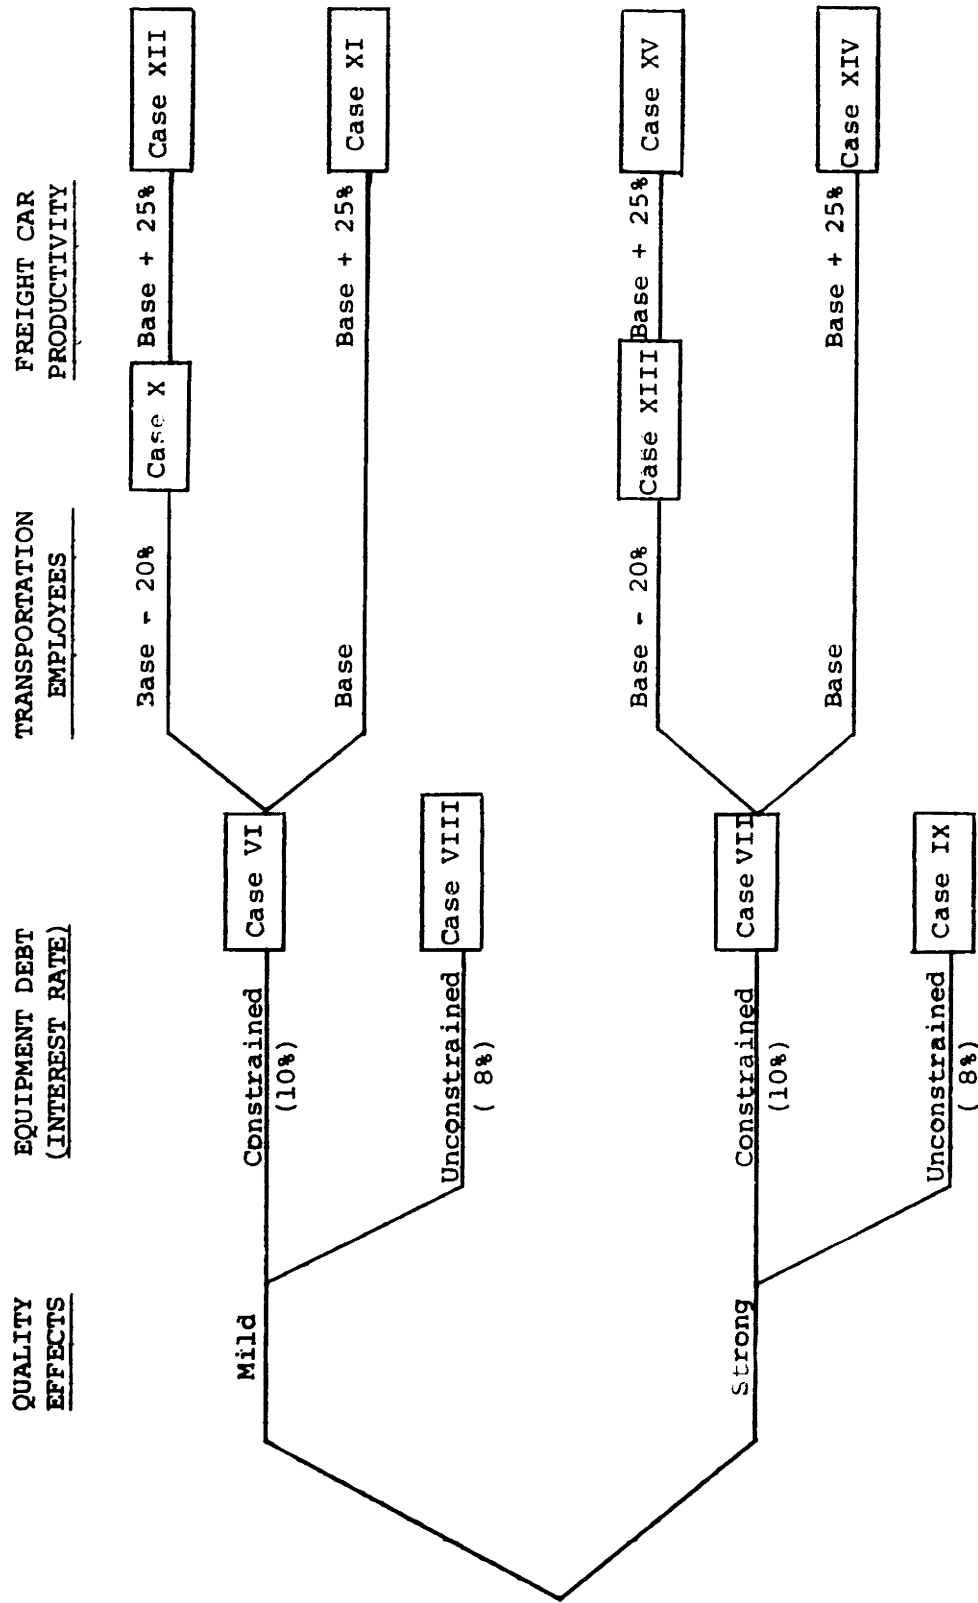 QUALITY
EFFECTS
EQUIPMENT DEBT
(INTEREST RATE)
TRANSPORTATION
EMPLOYEES
FREIGHT CAR
PRODUCTIVITY
Base - 20%
Case X
Base + 25%
Case XII
Mild
Constrained
(10%)
Case VI
Base
Base + 25%
Case XI
Unconstrained
( 8%)
Case VIII
Base - 20%
Case XIII
Base + 25%
Case XV
Strong
Constrained
(10%)
Case VII
Base
Base + 25%
Case XIV
Unconstrained
( 8%)
Case IX